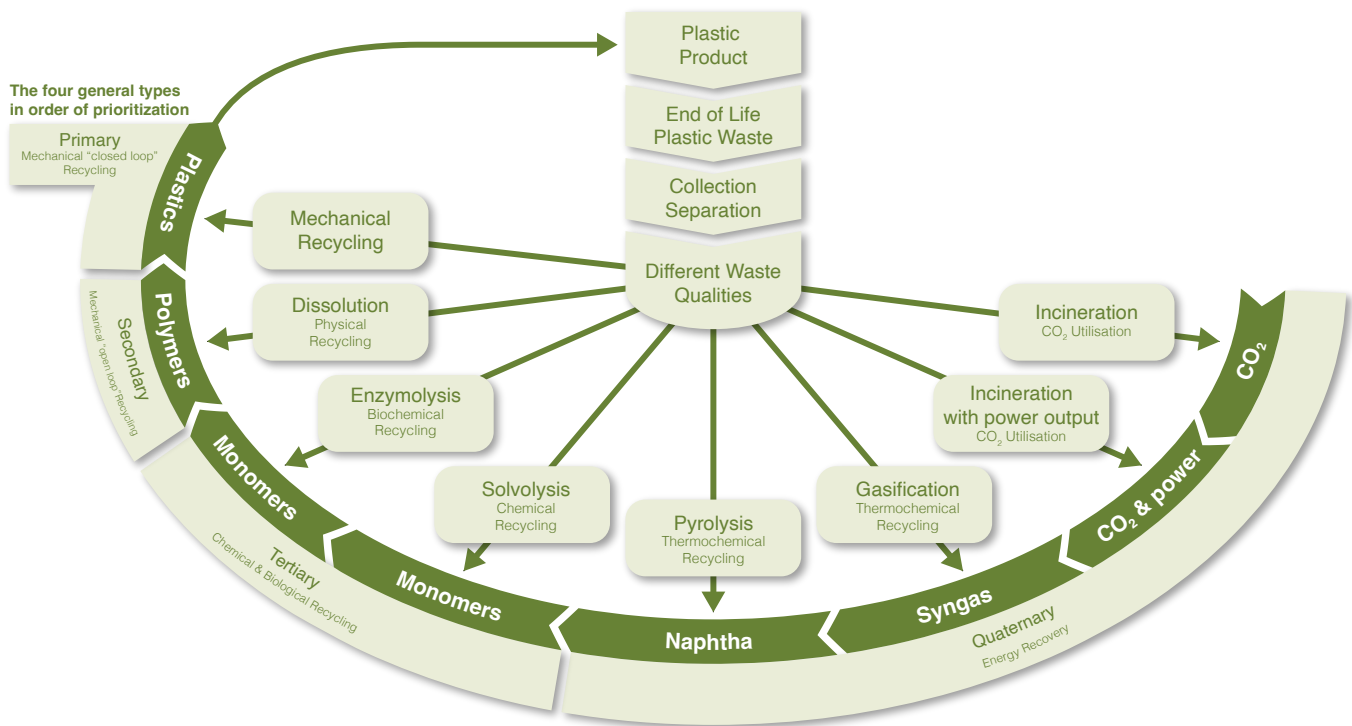 Plastic
Product
The four general types
in order of prioritization
End of Life
Plastic Waste
Primary
Mechanical "closed loop"
Recycling
Plastics
Collection
Separation
Mechanical
Recycling
Different Waste
Qualities
Polymers
Secondary
Mechanical "open loop"Recycling
Dissolution
Physical
Recycling
Incineration
CO₂ Utilisation
CO₂
Enzymolysis
Biochemical
Recycling
Incineration
with power output
CO₂ Utilisation
Monomers
Solvolysis
Chemical
Recycling
Pyrolysis
Thermochemical
Recycling
Gasification
Thermochemical
Recycling
CO₂ & power
Tertiary
Chemical & Biological Recycling
Monomers
Naphtha
Syngas
Quaternary
Energy Recovery